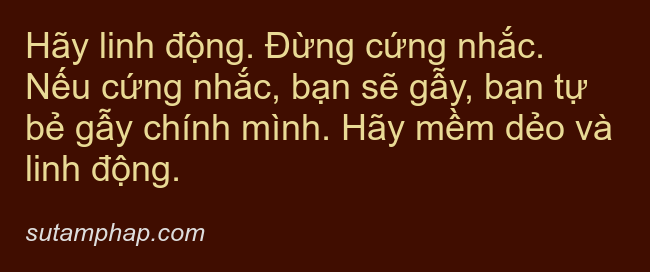 Hãy linh động. Đừng cứng nhắc.
Nếu cứng nhắc, bạn sẽ gẫy, bạn tự
bẻ gẫy chính mình. Hãy mềm dẻo và
linh động.
sutamphap.com